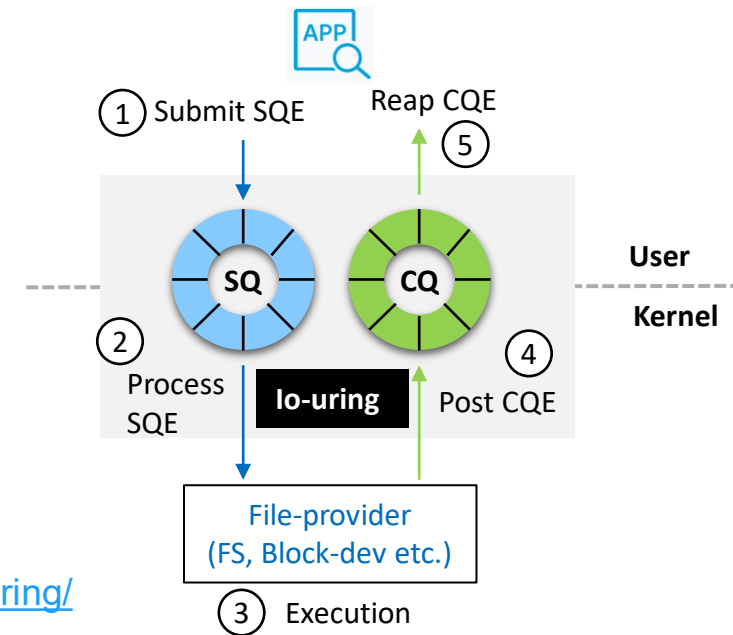 APP
1 Submit SQE
Reap CQE
5
SQ
CQ
User
Kernel
2
Process
SQE
Io-uring
4
Post CQE
File-provider
(FS, Block-dev etc.)
ring/
3 Execution